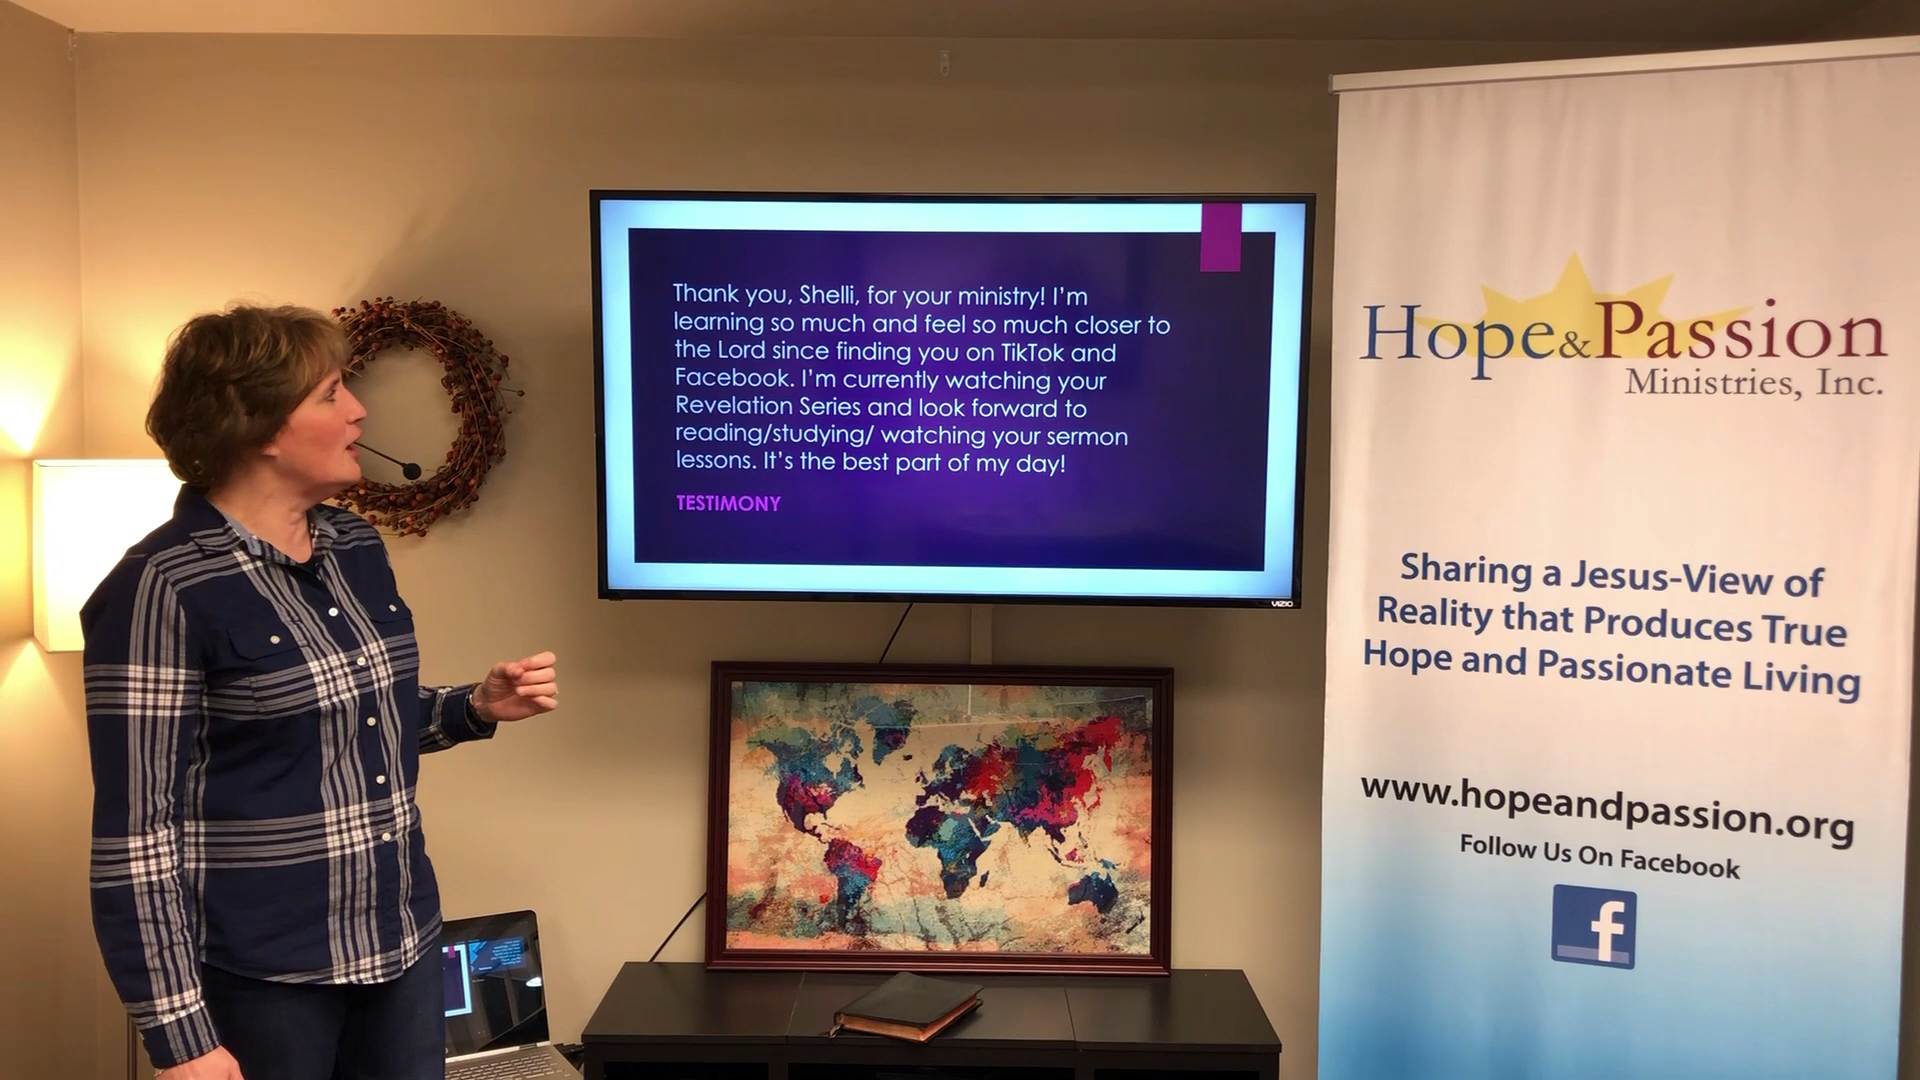 Thank you, Shelli, for your ministry! I'm
learning so much and feel so much closer to
the Lord since finding you on TikTok and
Facebook. I'm currently watching your
Revelation Series and look forward to
reading/studying/ watching your sermon
lessons. It's the best part of my day!
TESTIMONY
VIZIO
Hope&Passion
Ministries, Inc.
Sharing a Jesus-View of
Reality that Produces True
Hope and Passionate Living
www.hopeandpassion.org
Follow Us On Facebook
f